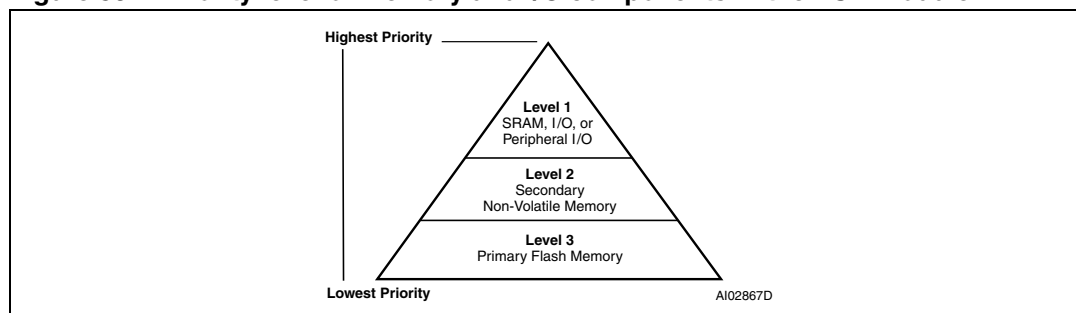 Highest Priority
Level 1
SRAM, I/O, or
Peripheral I/O
Level 2
Secondary
Non-Volatile Memory
Level 3
Primary Flash Memory
Lowest Priority
AI02867D